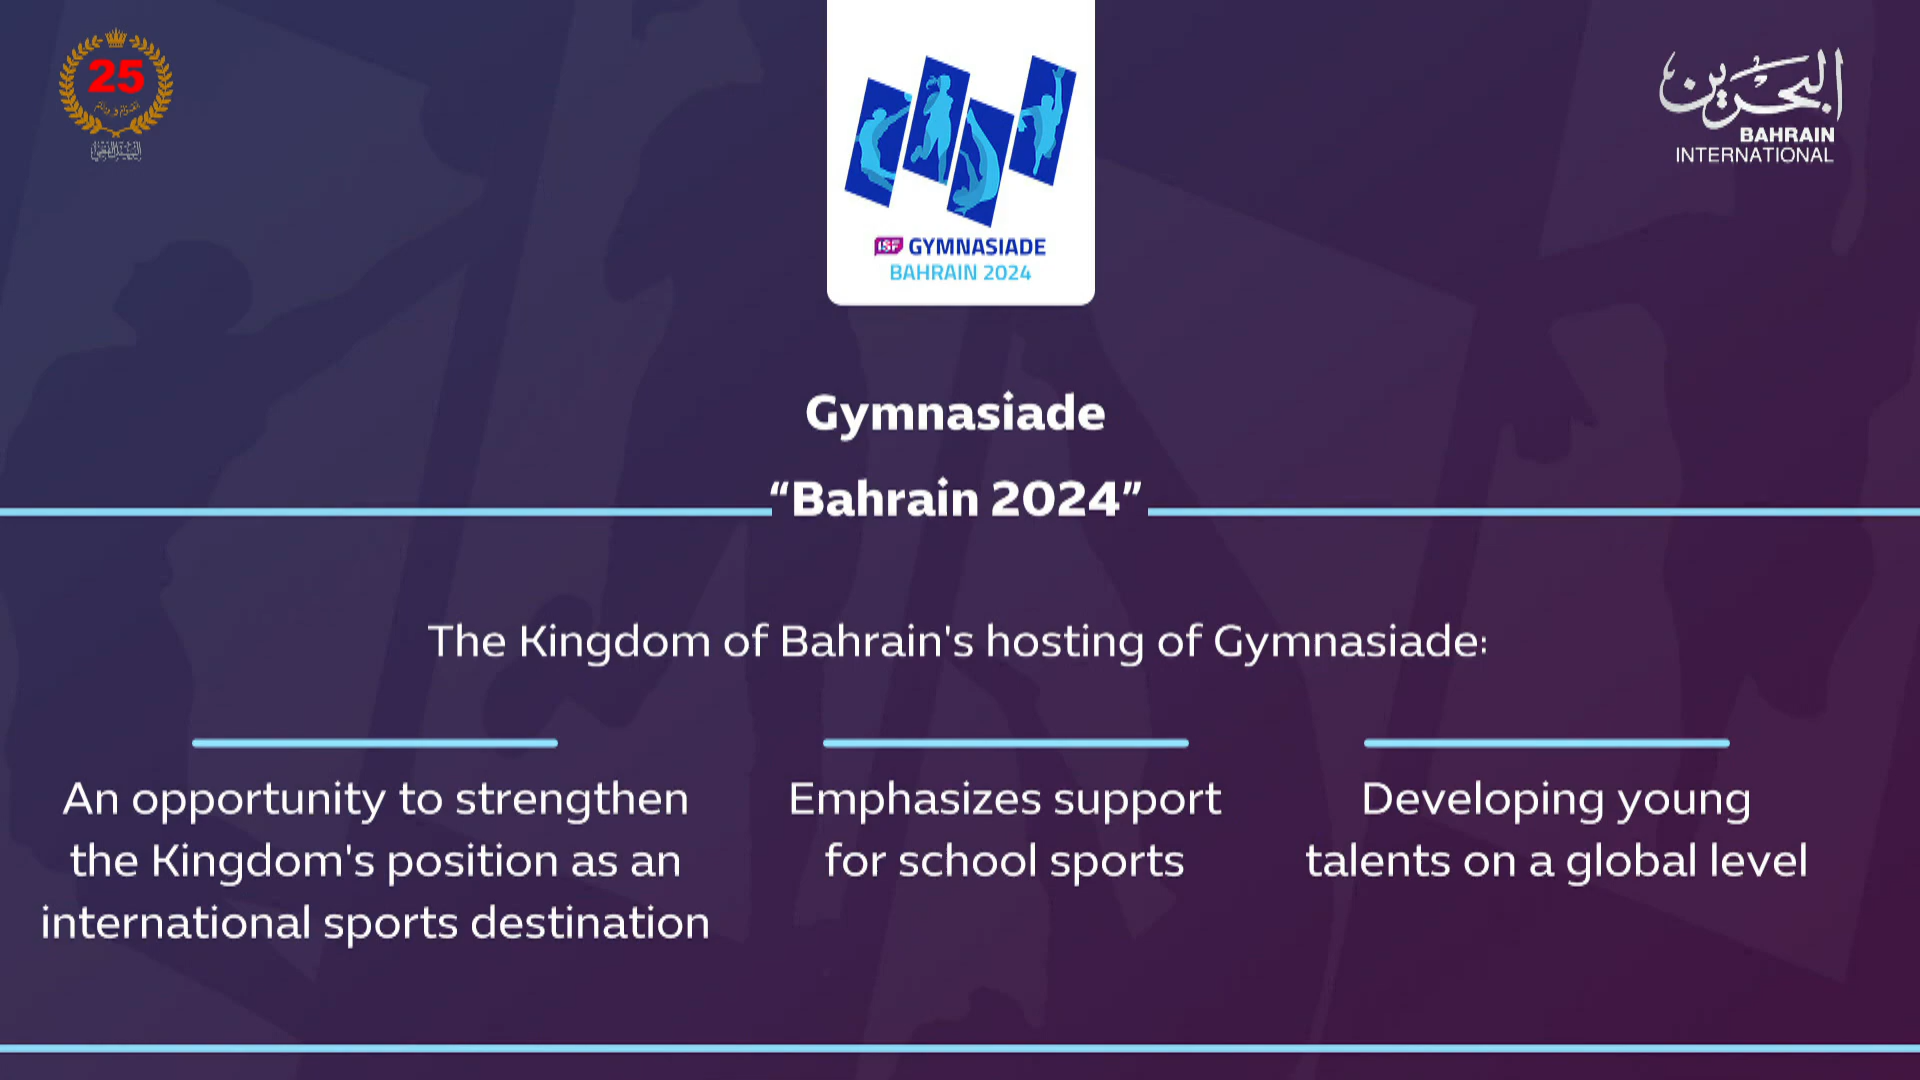 25
البحرين
BAHRAIN
INTERNATIONAL
ISF GYMNASIADE
BAHRAIN 2024
Gymnasiade
“Bahrain 2024”
The Kingdom of Bahrain's hosting of Gymnasiade:
An opportunity to strengthen
the Kingdom's position as an
international sports destination
Emphasizes support
for school sports
Developing young
talents on a global level